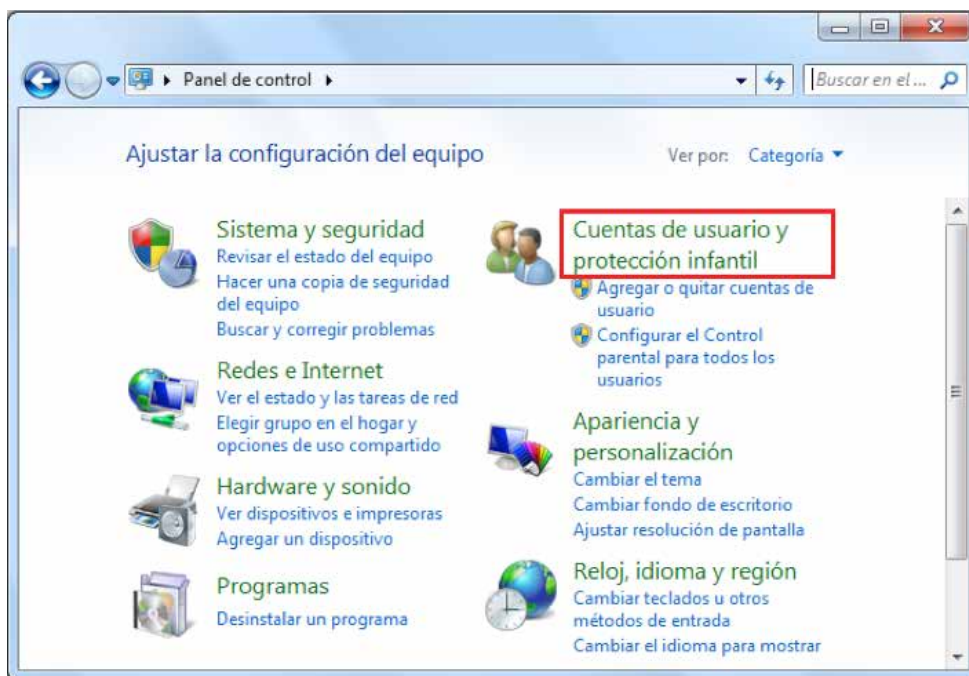 Panel de control
Buscar en el ...
Ajustar la configuración del equipo
Ver por: Categoría
Sistema y seguridad
Revisar el estado del equipo
Hacer una copia de seguridad
del equipo
Buscar y corregir problemas
Redes e Internet
Ver el estado y las tareas de red
Elegir grupo en el hogar y
opciones de uso compartido
Hardware y sonido
Ver dispositivos e impresoras
Agregar un dispositivo
Programas
Desinstalar un programa
Cuentas de usuario y
protección infantil
Agregar o quitar cuentas de
usuario
Configurar el Control
parental para todos los
usuarios
Apariencia y
personalización
Cambiar el tema
Cambiar fondo de escritorio
Ajustar resolución de pantalla
Reloj, idioma y región
Cambiar teclados u otros
métodos de entrada
Cambiar el idioma para mostrar